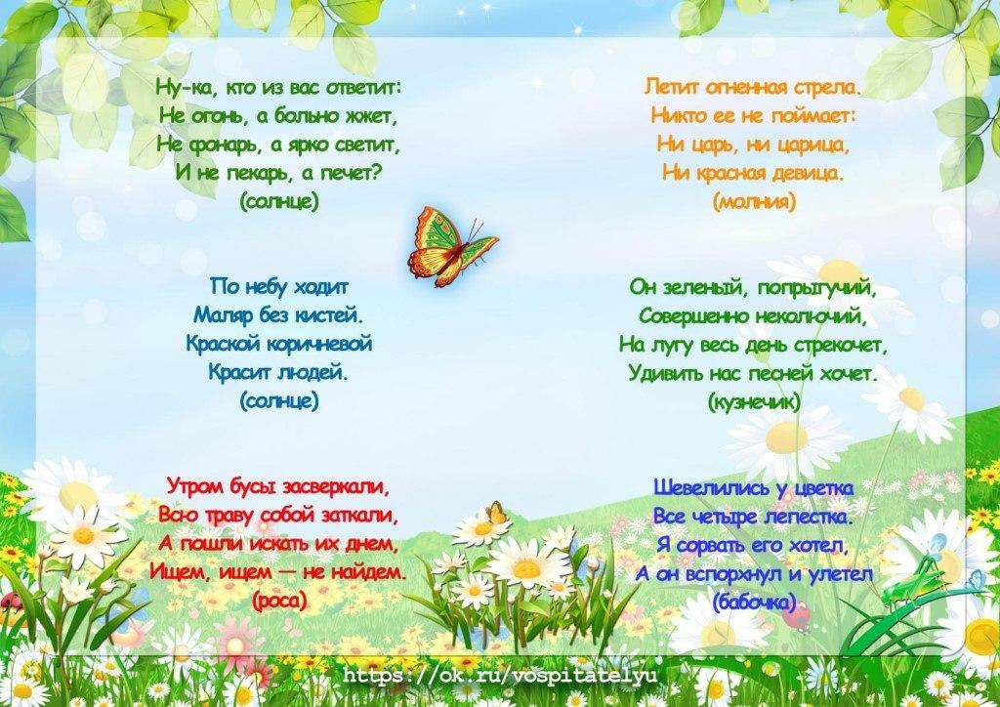 Ну-ка, кто из вас ответит:
Не огонь, а больно жжет,
Не фонарь, а ярко светит,
И не пекарь, а печет?
(солнце)
Летит огненная стрела.
Никто ее не поймает:
Ни царь, ни царица,
Ни красная девица.
(молния)
По небу ходит
Маляр без кистей.
Краской коричневой
Красит людей.
(солнце)
Он зеленый, попрыгучий,
Совершенно неколючий,
На лугу весь день стрекочет,
Удивить нас песней хочет.
(кузнечик)
Утром бусы засверкали,
Всю траву собой заткали,
А пошли искать их днем,
Ищем, ищем — не найдем.
(роса)
Шевелились у цветка
Все четыре лепестка.
Я сорвать его хотел,
А он вспорхнул и улетел
(бабочка)
https://ok.ru/vospitatelyu